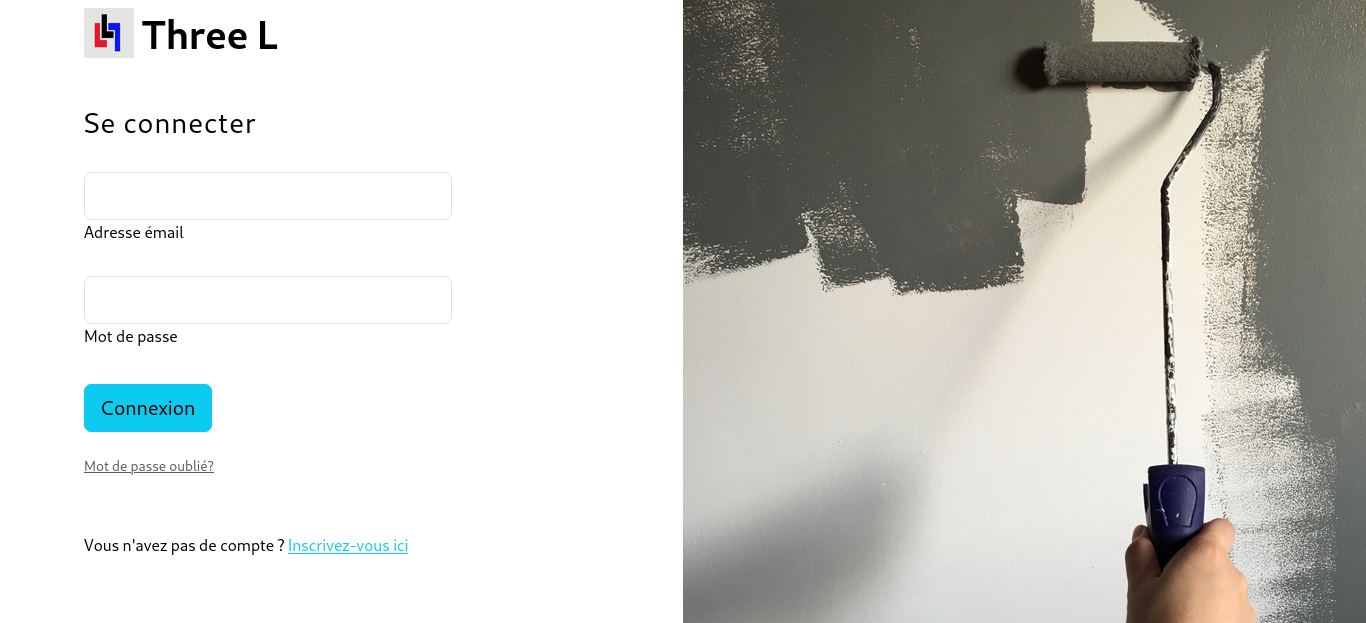 Three L
Se connecter
Adresse émail
Mot de passe
Connexion
Mot de passe oublié?
Vous n'avez pas de compte ? Inscrivez-vous ici